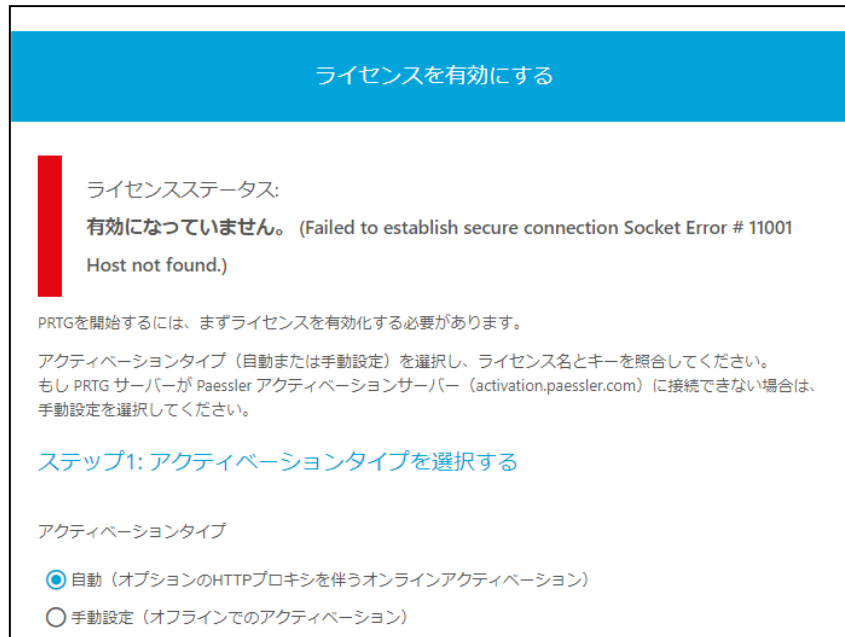 ライセンスを有効にする
ライセンスステータス:
有効になっていません。 (Failed to establish secure connection Socket Error # 11001
Host not found.)
PRTGを開始するには、まずライセンスを有効化する必要があります。
アクティベーションタイプ（自動または手動設定）を選択し、ライセンス名とキーを照合してください。
もし PRTG サーバーが Paessler アクティベーションサーバー（activation.paessler.com）に接続できない場合は、
手動設定を選択してください。
ステップ1: アクティベーションタイプを選択する
アクティベーションタイプ
自動（オプションのHTTPプロキシを伴うオンラインアクティベーション）
手動設定（オフラインでのアクティベーション）